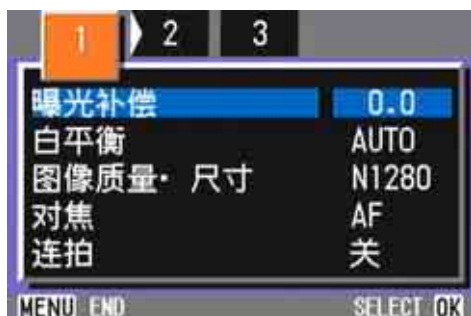 1 2 3
曝光补偿 0.0
白平衡 AUTO
图像质量· 尺寸 N1280
对焦 AF
连拍 关
MENU END SELECT OK